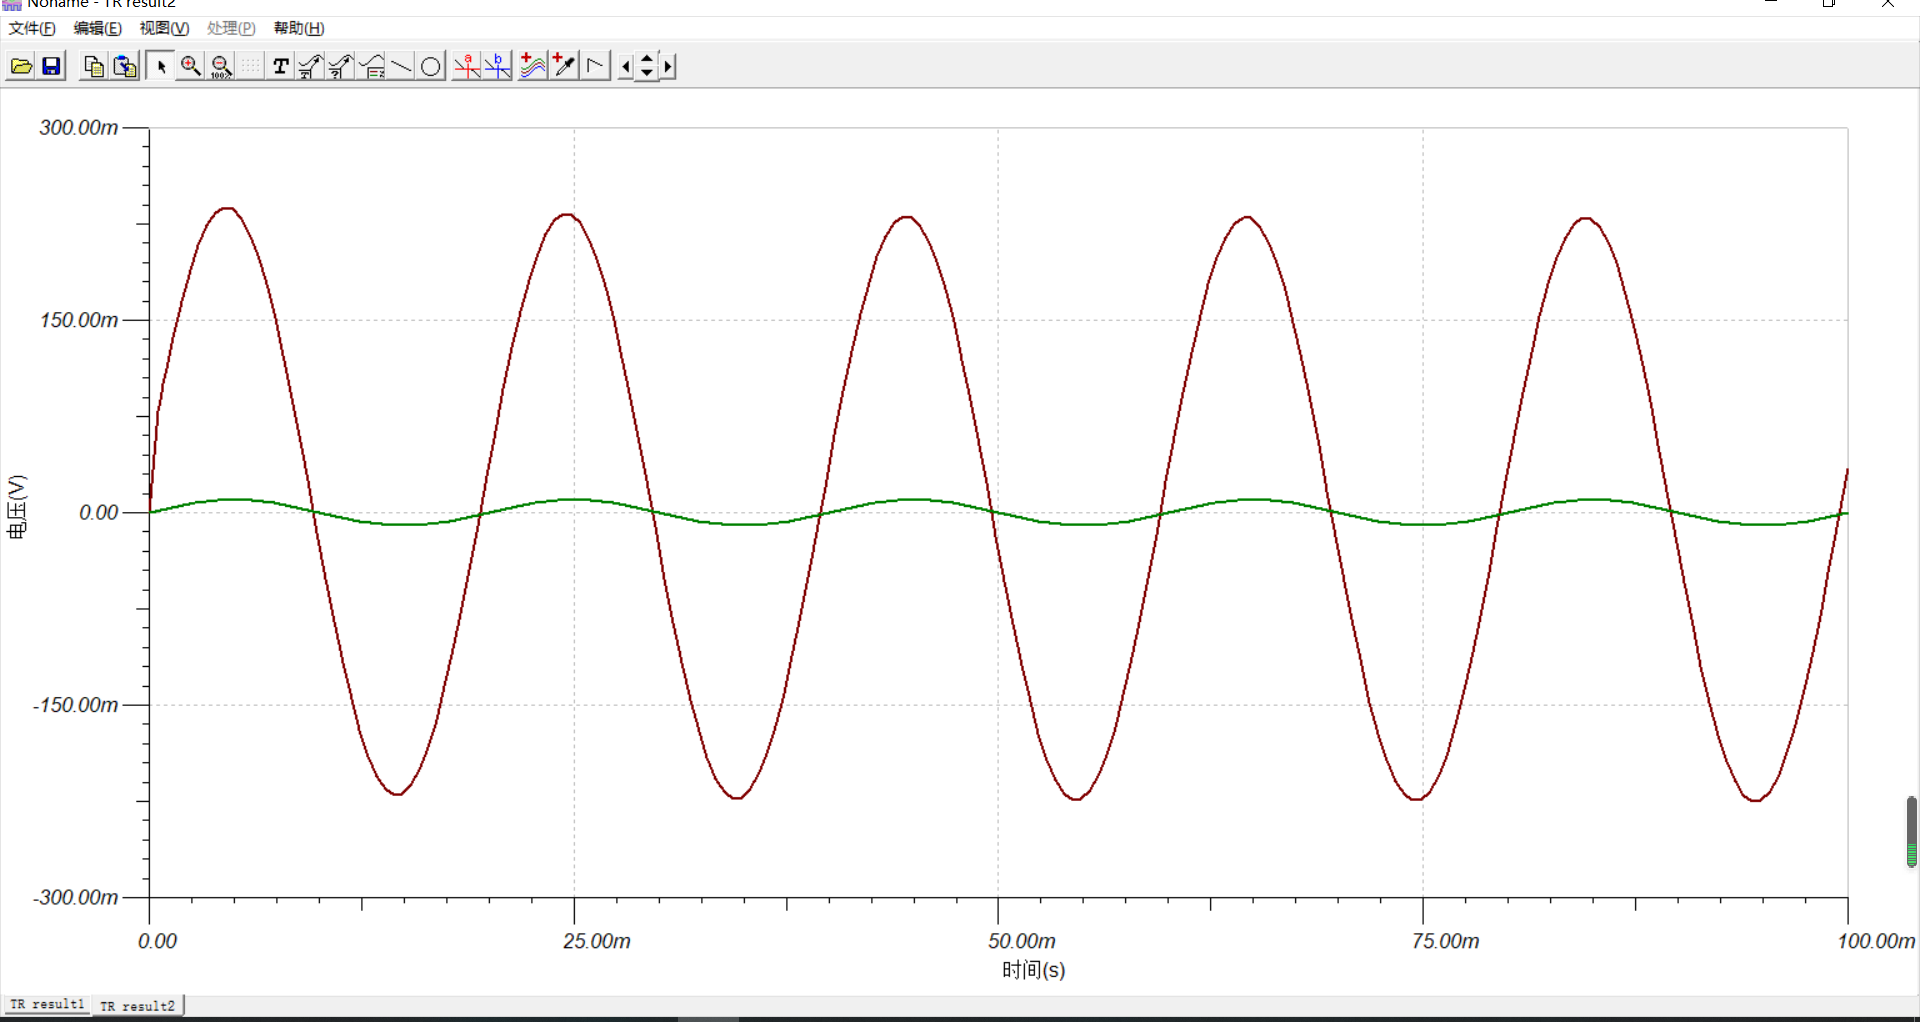 Noname - TR result2
文件(F) 编辑(E) 视图(V) 处理(P) 帮助(H)
100%
T
T
?
a
b
300.00m
150.00m
0.00
-150.00m
-300.00m
电压(V)
0.00 25.00m 50.00m 75.00m 100.00m
时间(s)
TR result1 TR result2